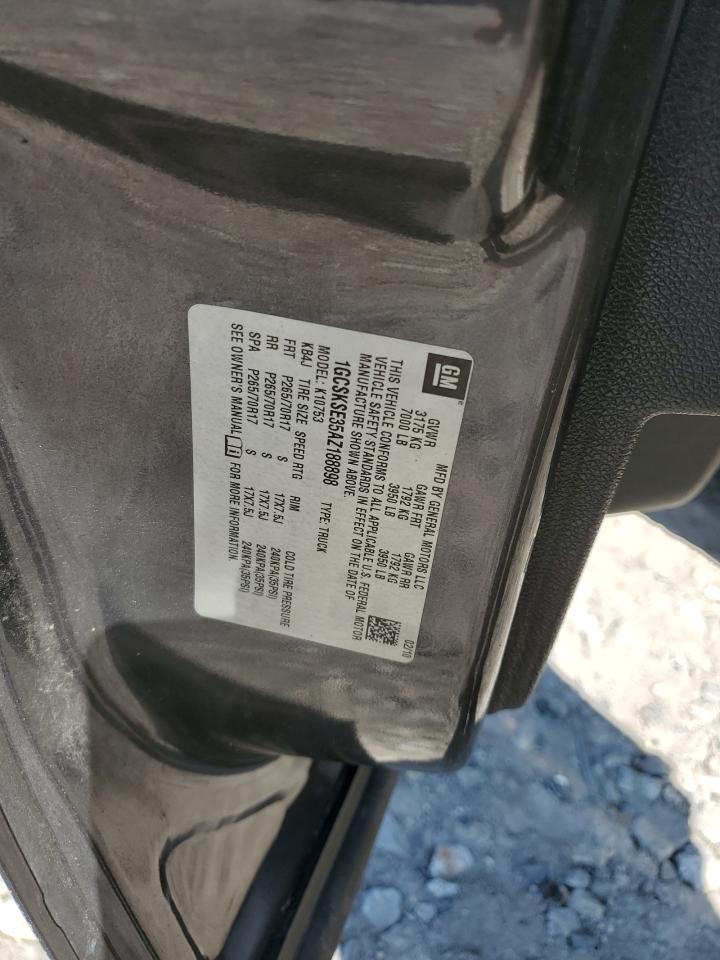 GM
MFD BY GENERAL MOTORS LLC 02/10
GVWR GAWR FRT GAWR RR
3175 KG 1792 KG 1792 KG
7000 LB 3950 LB 3950 LB
THIS VEHICLE CONFORMS TO ALL APPLICABLE U.S. FEDERAL MOTOR
VEHICLE SAFETY STANDARDS IN EFFECT ON THE DATE OF
MANUFACTURE SHOWN ABOVE.
1GCSKSE35AZ188898 TYPE: TRUCK
MODEL: K10753
KB4J TIRE SIZE SPEED RTG RIM COLD TIRE PRESSURE
FRT P265/70R17 S 17X7.5J 240KPA(35PSI)
RR P265/70R17 S 17X7.5J 240KPA(35PSI)
SPA P265/70R17 S 17X7.5J 240KPA(35PSI)
SEE OWNER'S MANUAL FOR MORE INFORMATION.